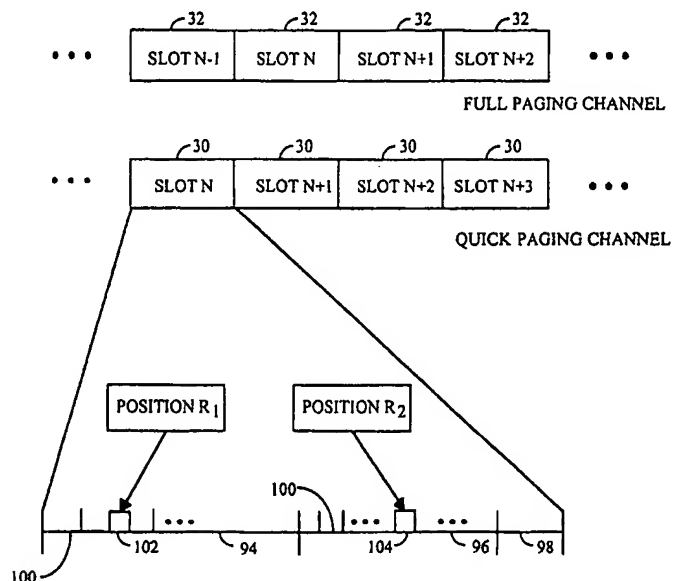 32 32 32 32
• • • SLOT N-1 SLOT N SLOT N+1 SLOT N+2 • • •
FULL PAGING CHANNEL
30 30 30 30
• • • SLOT N SLOT N+1 SLOT N+2 SLOT N+3 • • •
QUICK PAGING CHANNEL
POSITION R1 POSITION R2
100
• • • • • • • • •
102 94 104 96 98
100